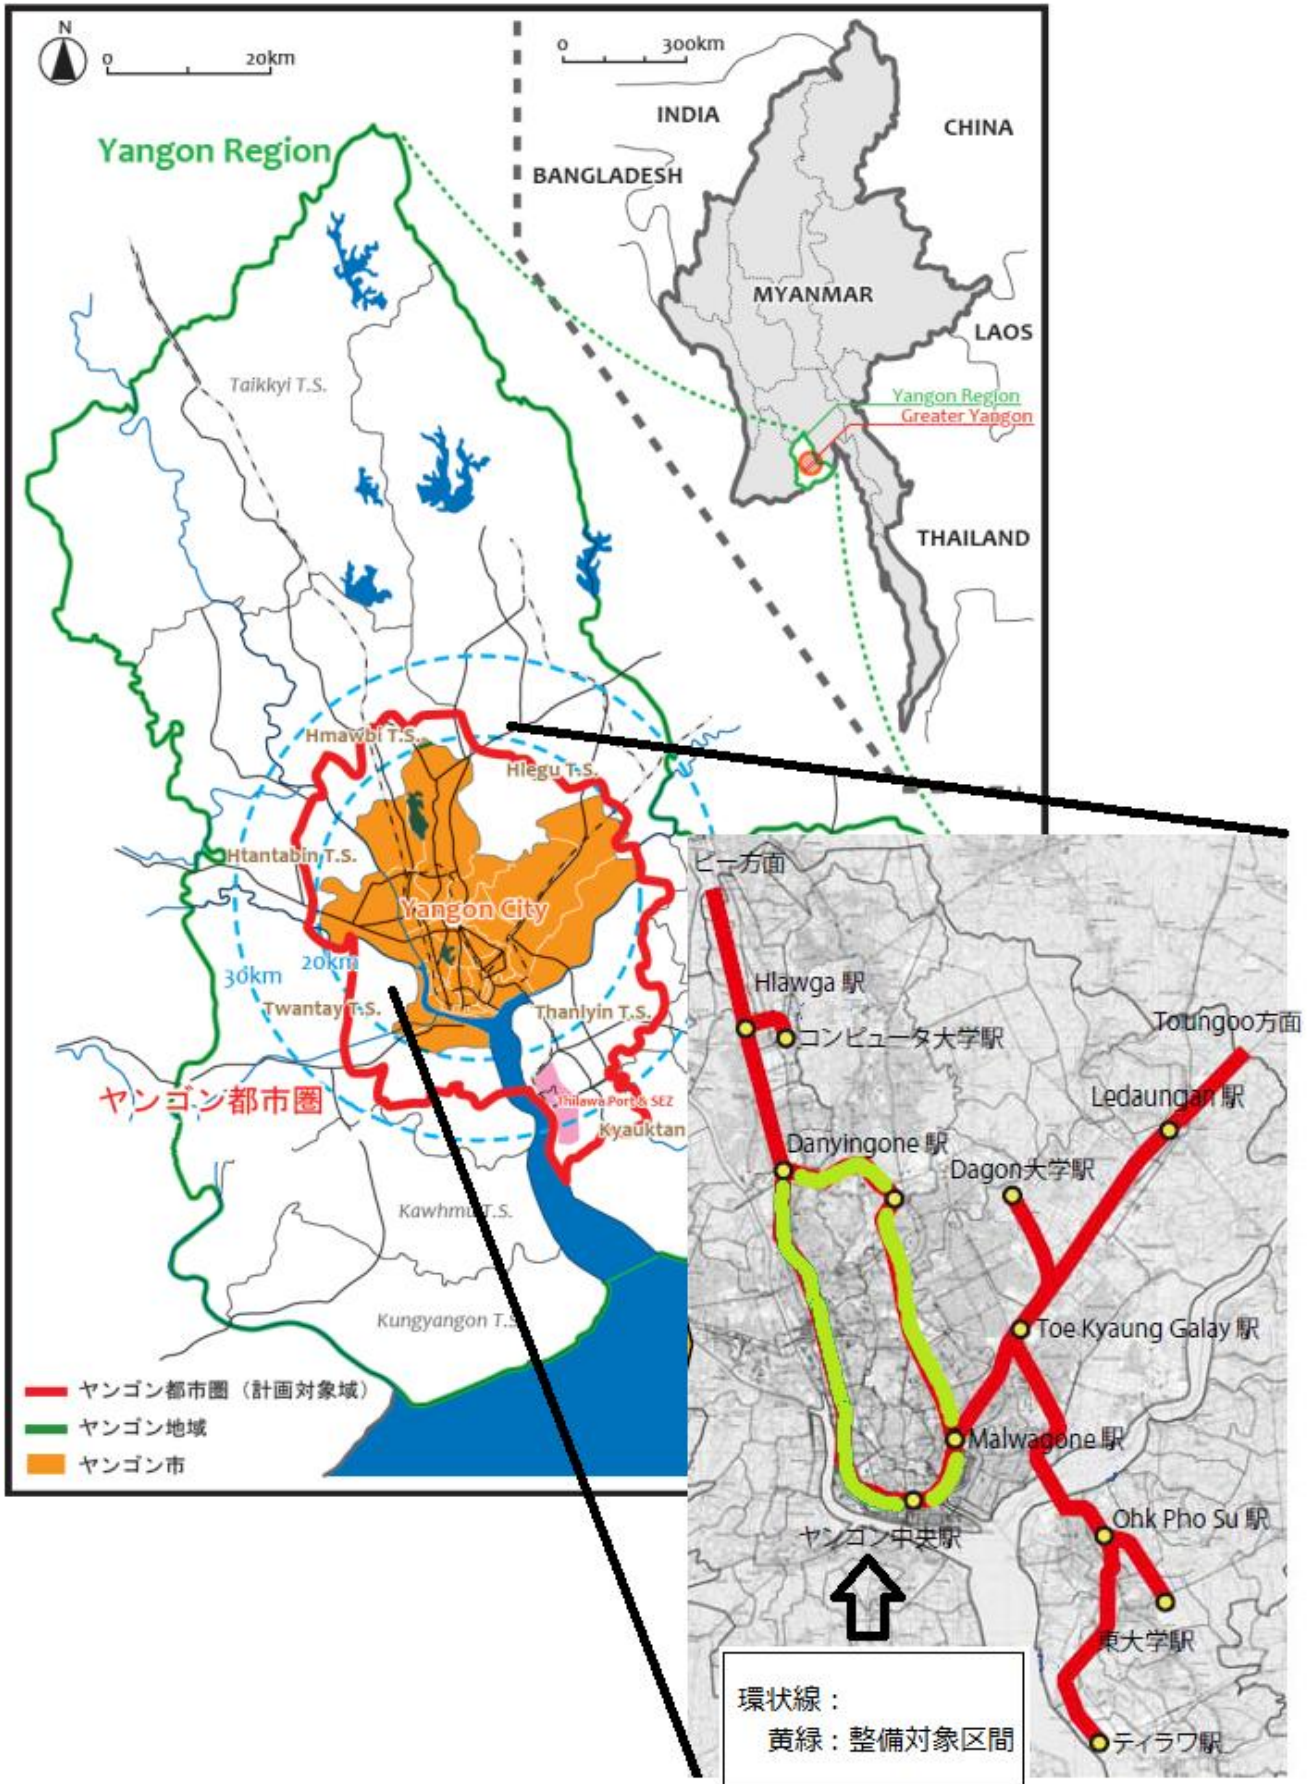 N
0
20km
0
300km
INDIA
CHINA
BANGLADESH
MYANMAR
LAOS
THAILAND
Yangon Region
Greater Yangon
Yangon Region
Taikkyi T.S.
Hmawbi T.S.
Hlegu T.S.
Htantabin T.S.
Yangon City
20km
30km
Twantay T.S.
Thanlyin T.S.
ヤンゴン都市圏
Thilawa Port & SEZ
Kyauktan
Kawhmu T.S.
Kungyangon T.S.
ヤンゴン都市圏（計画対象域）
ヤンゴン地域
ヤンゴン市
ピー方面
Hlawga 駅
コンピュータ大学駅
Toungoo方面
Ledaungan 駅
Danyingone 駅
Dagon大学駅
Toe Kyaung Galay 駅
Malwagone 駅
Ohk Pho Su 駅
ヤンゴン中央駅
東大学駅
ティラワ駅
環状線：
黄緑：整備対象区間